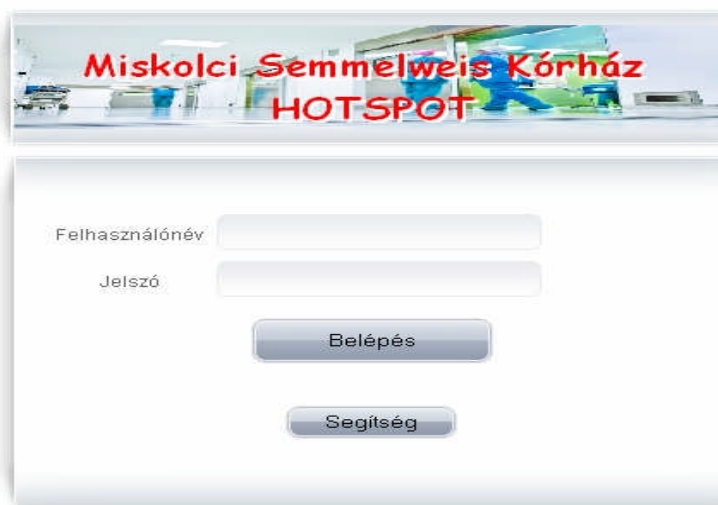 Miskolci Semmelweis Kórház
HOTSPOT
Felhasználónév
Jelszó
Belépés
Segítség